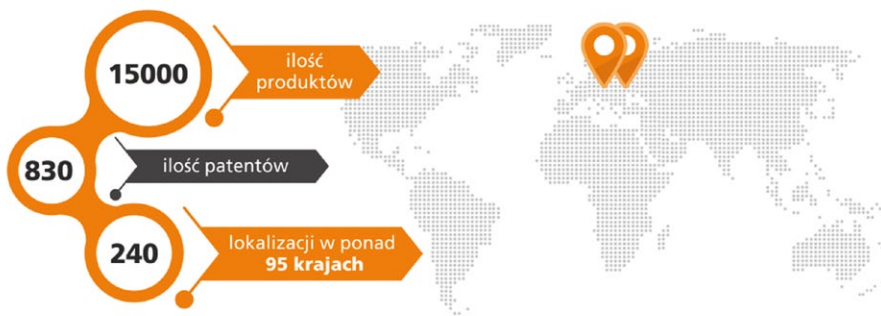 15000
ilość
produktów
830
ilość patentów
240
lokalizacji w ponad
95 krajach